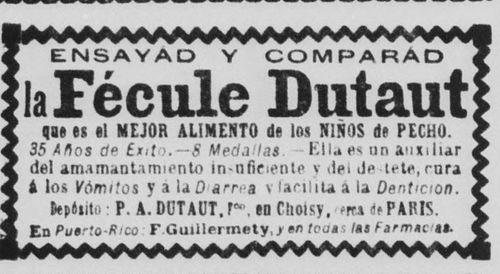 ENSAYAD Y COMPARÁD
la Fécule Dutaut
que es el MEJOR ALIMENTO de los NIÑOS de PECHO.
35 Años de Exito.—8 Medallas.—Ella es un auxiliar
del amamantamiento insuficiente y del destete, cura
á los Vómitos y á la Diarrea y facilita á la Denticion.
Depósito: P. A. DUTAUT, Fco, en Choisy, cerca de PARIS.
En Puerto-Rico: F. Guillermety, y en todas las Farmacias.